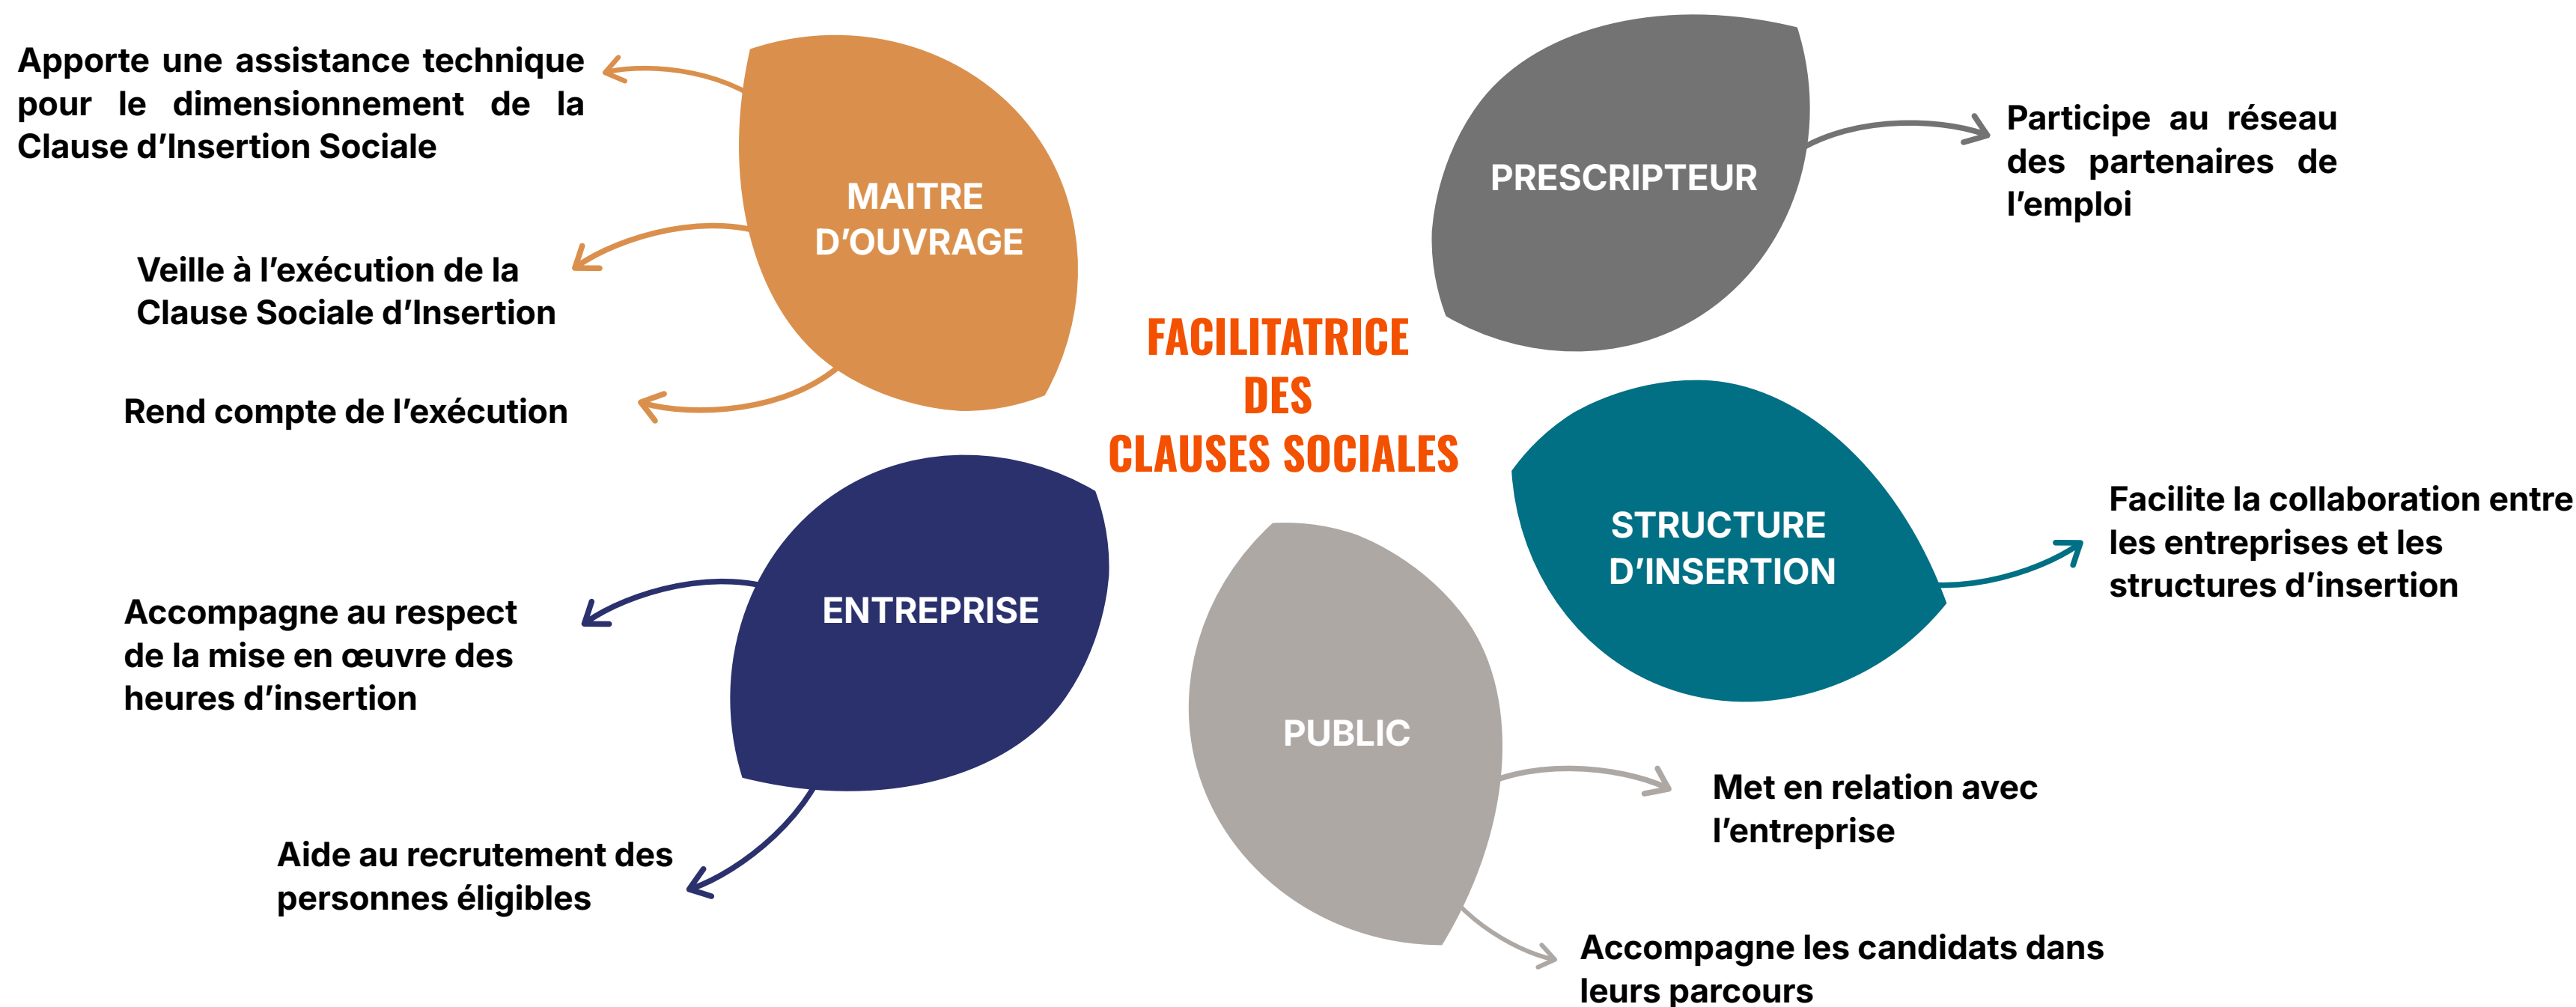 Apporte une assistance technique
pour le dimensionnement de la
Clause d’Insertion Sociale
Veille à l’exécution de la
Clause Sociale d’Insertion
Rend compte de l’exécution
MAITRE
D’OUVRAGE
FACILITATRICE
DES
CLAUSES SOCIALES
PRESCRIPTEUR
Participe au réseau
des partenaires de
l’emploi
ENTREPRISE
Accompagne au respect
de la mise en œuvre des
heures d’insertion
Aide au recrutement des
personnes éligibles
STRUCTURE
D’INSERTION
Facilite la collaboration entre
les entreprises et les
structures d’insertion
PUBLIC
Met en relation avec
l’entreprise
Accompagne les candidats dans
leurs parcours